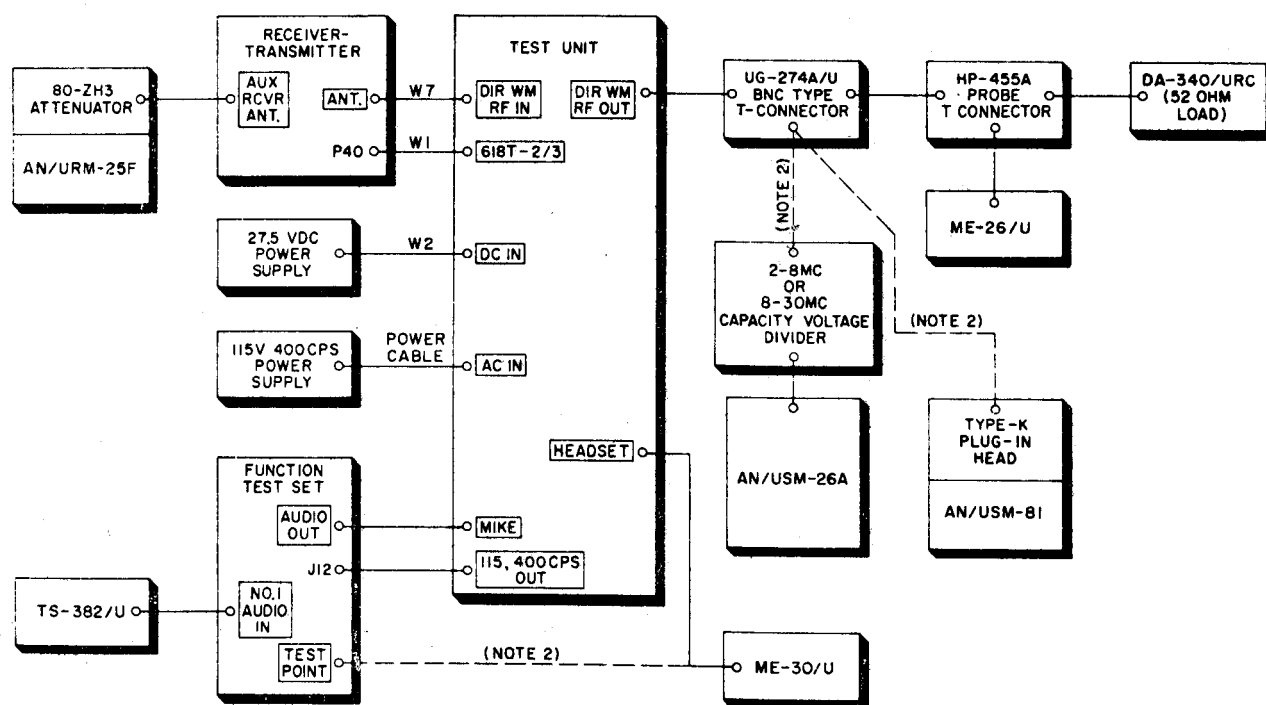 80-ZH3
ATTENUATOR
AN/URM-25F
RECEIVER-
TRANSMITTER
AUX
RCVR
ANT.
ANT.
P40
W7
W1
TEST UNIT
DIR WM
RF IN
DIR WM
RF OUT
618T-2/3
UG-274A/U
BNC TYPE
T-CONNECTOR
HP-455A
PROBE
T CONNECTOR
DA-340/URC
(52 OHM
LOAD)
(NOTE 2)
ME-26/U
27.5 VDC
POWER
SUPPLY
W2
DC IN
2-8MC
OR
8-30MC
CAPACITY VOLTAGE
DIVIDER
(NOTE 2)
115V 400CPS
POWER
SUPPLY
POWER
CABLE
AC IN
HEADSET
AN/USM-26A
TYPE-K
PLUG-IN
HEAD
AN/USM-81
FUNCTION
TEST SET
AUDIO
OUT
MIKE
J12
115, 400CPS
OUT
TS-382/U
NO.1
AUDIO
IN
TEST
POINT
(NOTE 2)
ME-30/U